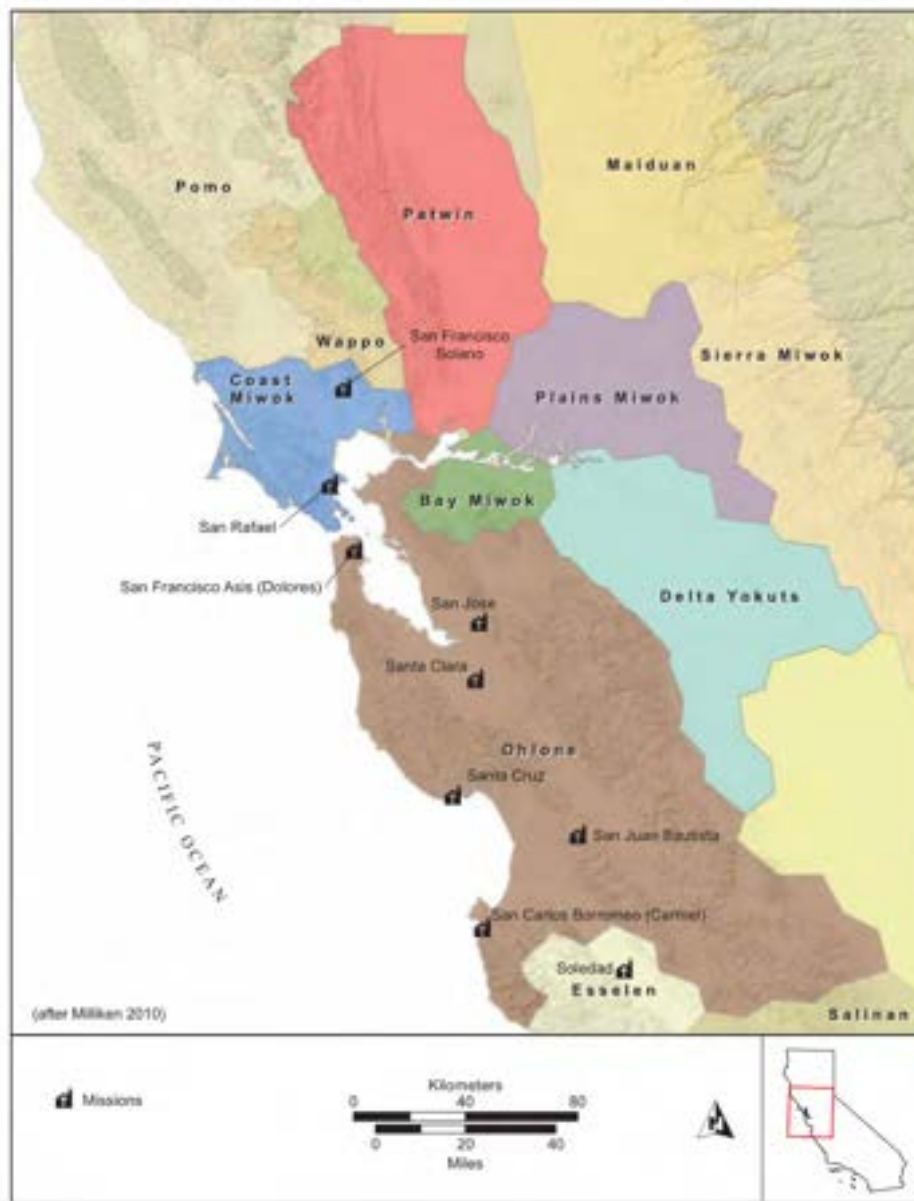 Pomo
Patwin
Maiduan
Wappo
San Francisco
Solano
Coast
Miwok
Sierra Miwok
Plains Miwok
Bay Miwok
San Rafael
San Francisco Asis (Dolores)
San Jose
Delta Yokuts
Santa Clara
Ohlone
PACIFIC OCEAN
Santa Cruz
San Juan Bautista
San Carlos Borromeo (Carmel)
Soledad
Esselen
(after Milliken 2010)
Salinan
Missions
Kilometers
0 40 80
0 20 40
Miles